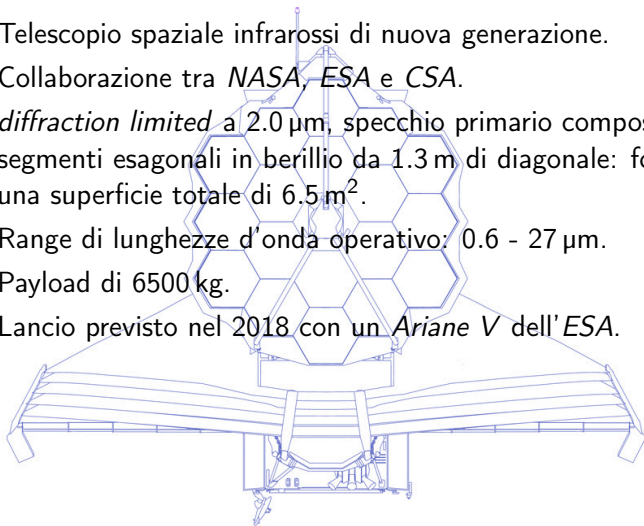 Telescopio spaziale infrarossi di nuova generazione.
Collaborazione tra NASA, ESA e CSA.
diffraction limited a 2.0 µm, specchio primario compos
segmenti esagonali in berillio da 1.3 m di diagonale: fo
una superficie totale di 6.5 m².
Range di lunghezze d'onda operativo: 0.6 - 27 µm.
Payload di 6500 kg.
Lancio previsto nel 2018 con un Ariane V dell'ESA.